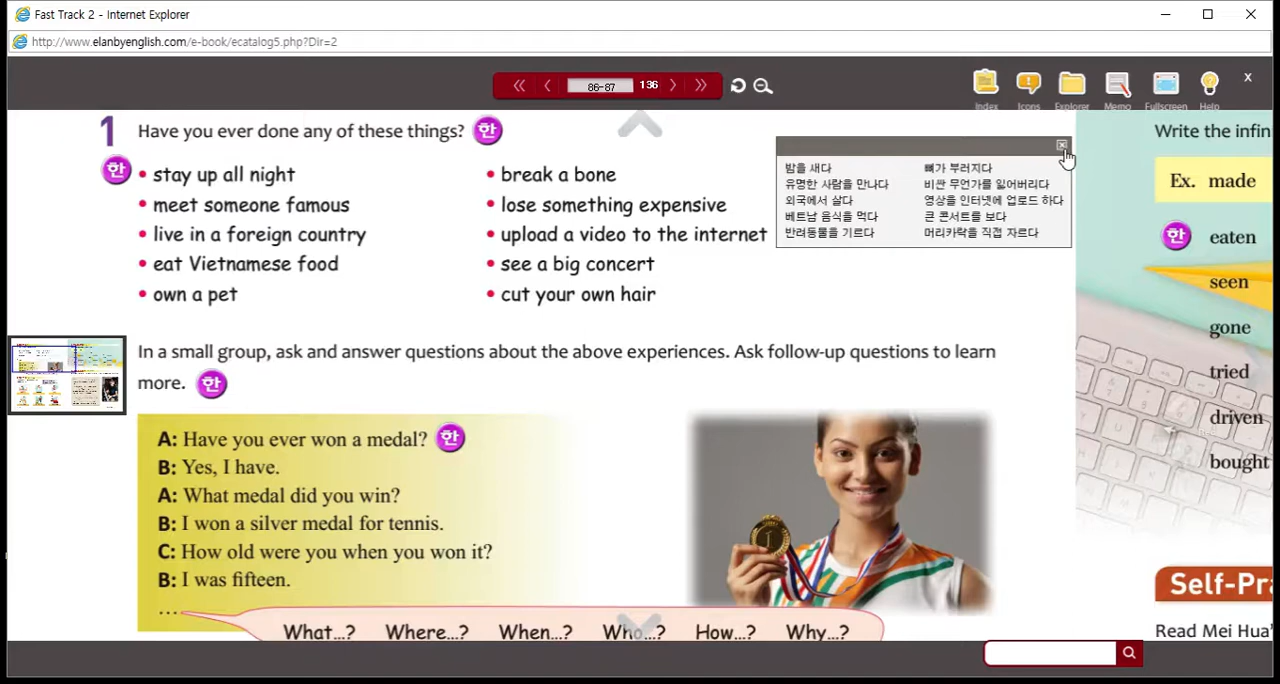 Fast Track 2 - Internet Explorer
http://www.elanbyenglish.com/e-book/ecatalog5.php?Dir=2
86-87 136
Index Icons Explorer Memo Fullscreen Help x
1 Have you ever done any of these things? 한
한
• stay up all night
• meet someone famous
• live in a foreign country
• eat Vietnamese food
• own a pet
• break a bone
• lose something expensive
• upload a video to the internet
• see a big concert
• cut your own hair
밤을 새다
유명한 사람을 만나다
외국에서 살다
베트남 음식을 먹다
반려동물을 기르다
뼈가 부러지다
비싼 무언가를 잃어버리다
영상을 인터넷에 업로드 하다
큰 콘서트를 보다
머리카락을 직접 자르다
In a small group, ask and answer questions about the above experiences. Ask follow-up questions to learn
more. 한
A: Have you ever won a medal? 한
B: Yes, I have.
A: What medal did you win?
B: I won a silver medal for tennis.
C: How old were you when you won it?
B: I was fifteen.
...
What...? Where...? When...? Who...? How...? Why...?
Write the infin
Ex. made
한 eaten
seen
gone
tried
driven
bought
Self-Pra
Read Mei Hua'